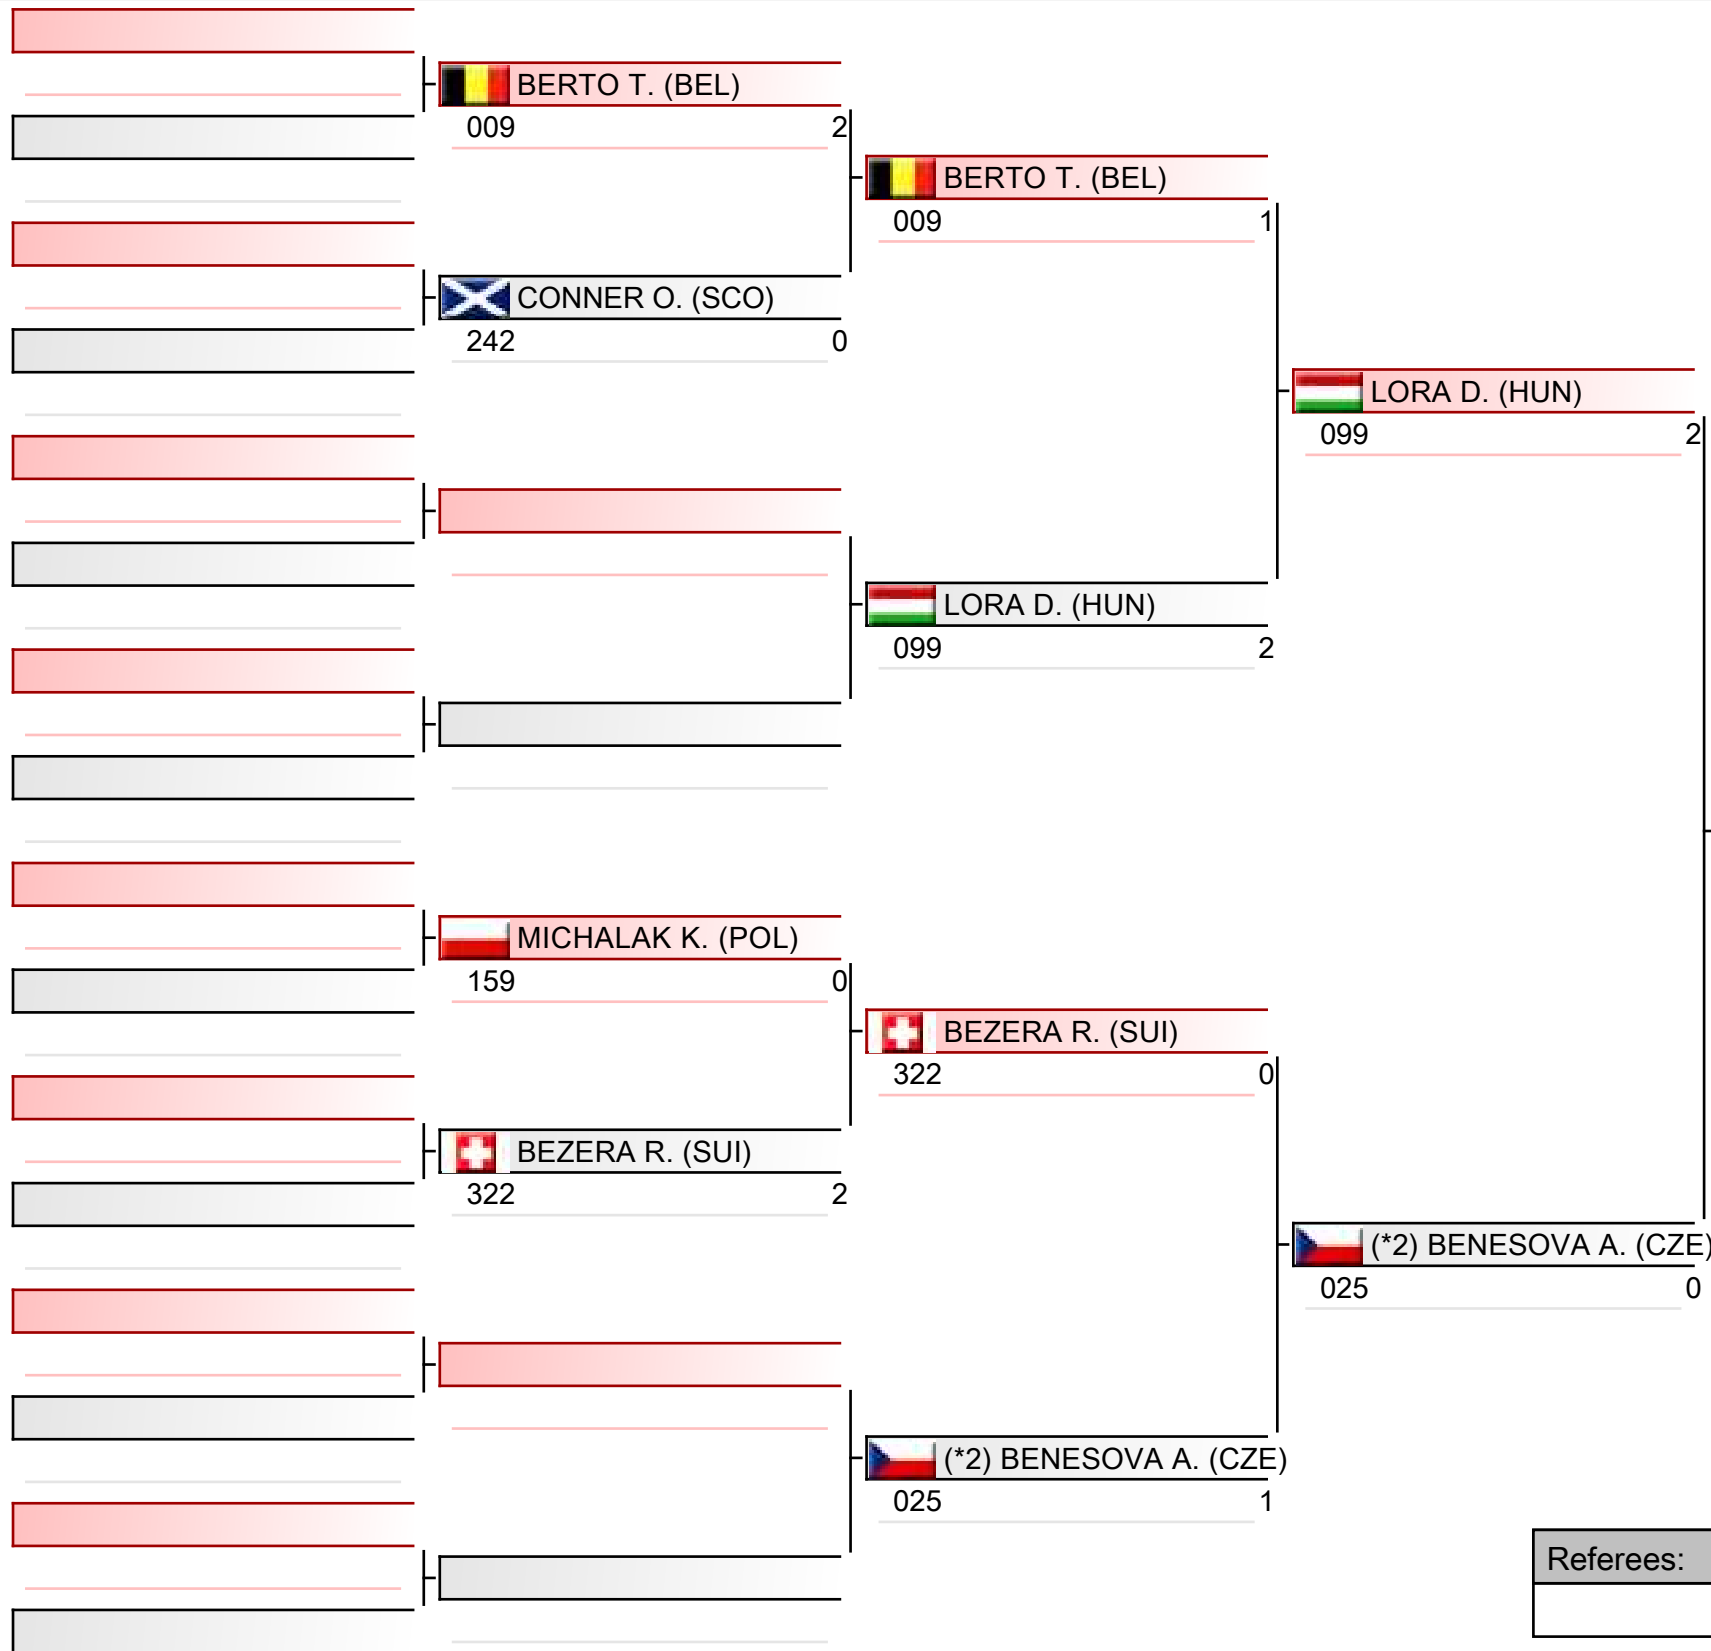 BERTO T. (BEL)
009 2
CONNER O. (SCO)
242 0
MICHALAK K. (POL)
159 0
BEZERA R. (SUI)
322 2
BERTO T. (BEL)
009 1
LORA D. (HUN)
099 2
BEZERA R. (SUI)
322 0
(*2) BENESOVA A. (CZE)
025 1
LORA D. (HUN)
099 2
(*2) BENESOVA A. (CZE)
025 0
Referees: